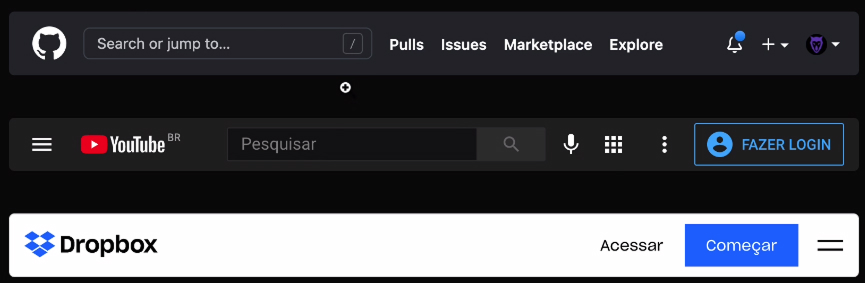 Search or jump to... / Pulls Issues Marketplace Explore
YouTube BR Pesquisar FAZER LOGIN
Dropbox Acessar Começar